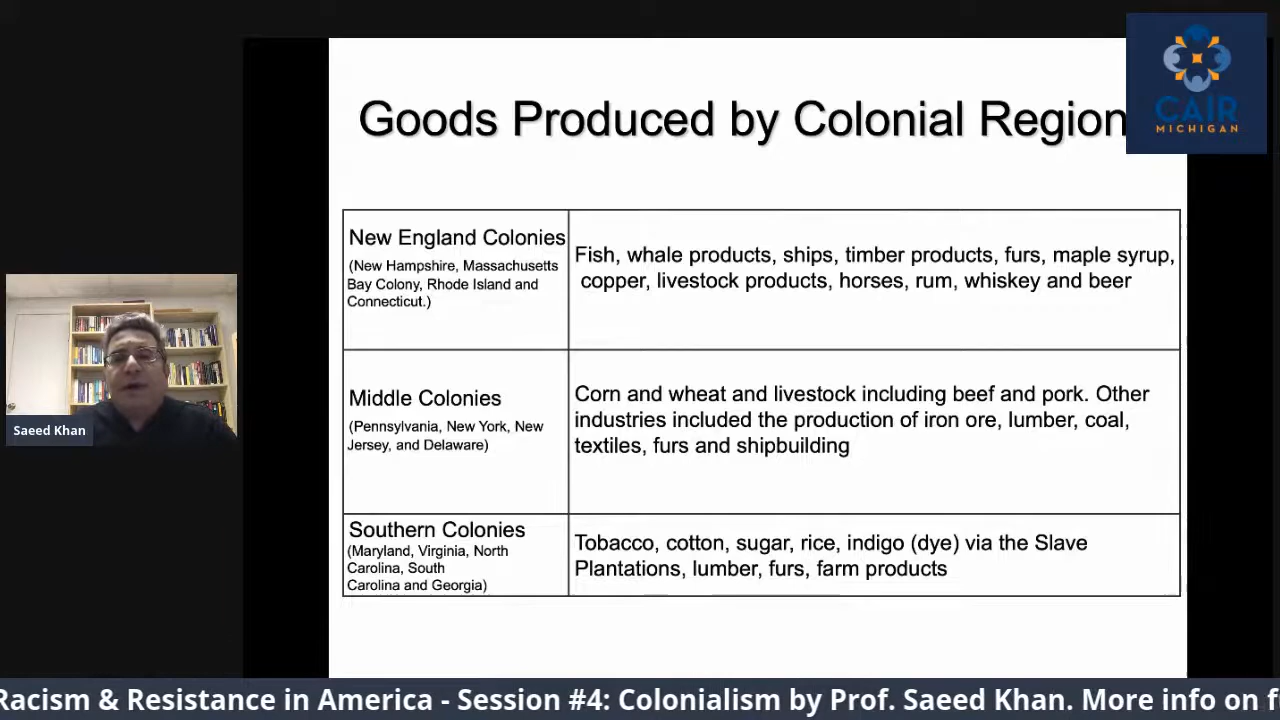 CAIR
MICHIGAN
Goods Produced by Colonial Region
New England Colonies
(New Hampshire, Massachusetts
Bay Colony, Rhode Island and
Connecticut.)
Fish, whale products, ships, timber products, furs, maple syrup,
copper, livestock products, horses, rum, whiskey and beer
Middle Colonies
(Pennsylvania, New York, New
Jersey, and Delaware)
Corn and wheat and livestock including beef and pork. Other
industries included the production of iron ore, lumber, coal,
textiles, furs and shipbuilding
Southern Colonies
(Maryland, Virginia, North
Carolina, South
Carolina and Georgia)
Tobacco, cotton, sugar, rice, indigo (dye) via the Slave
Plantations, lumber, furs, farm products
Saeed Khan
Racism & Resistance in America - Session #4: Colonialism by Prof. Saeed Khan. More info on f